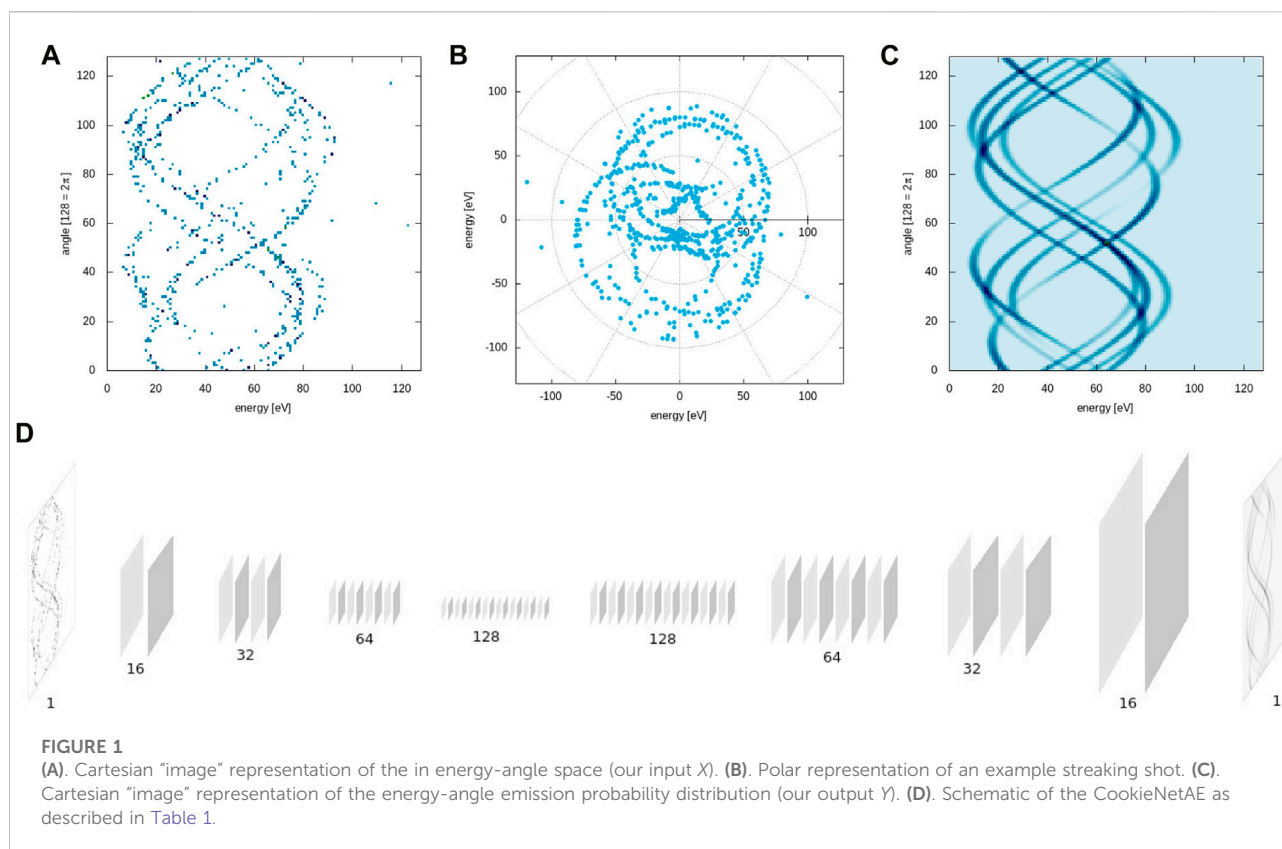 A
B
C
120
100
80
60
40
20
0
angle [128 = 2π]
0 20 40 60 80 100 120
energy [eV]
100
50
0
-50
-100
energy [eV]
50 100
-100 -50 0 50 100
energy [eV]
120
100
80
60
40
20
0
angle [128 = 2π]
0 20 40 60 80 100 120
energy [eV]
D
1
16
32
64
128
128
64
32
16
1
FIGURE 1
(A). Cartesian “image” representation of the in energy-angle space (our input X). (B). Polar representation of an example streaking shot. (C).
Cartesian “image” representation of the energy-angle emission probability distribution (our output Y). (D). Schematic of the CookieNetAE as
described in Table 1.